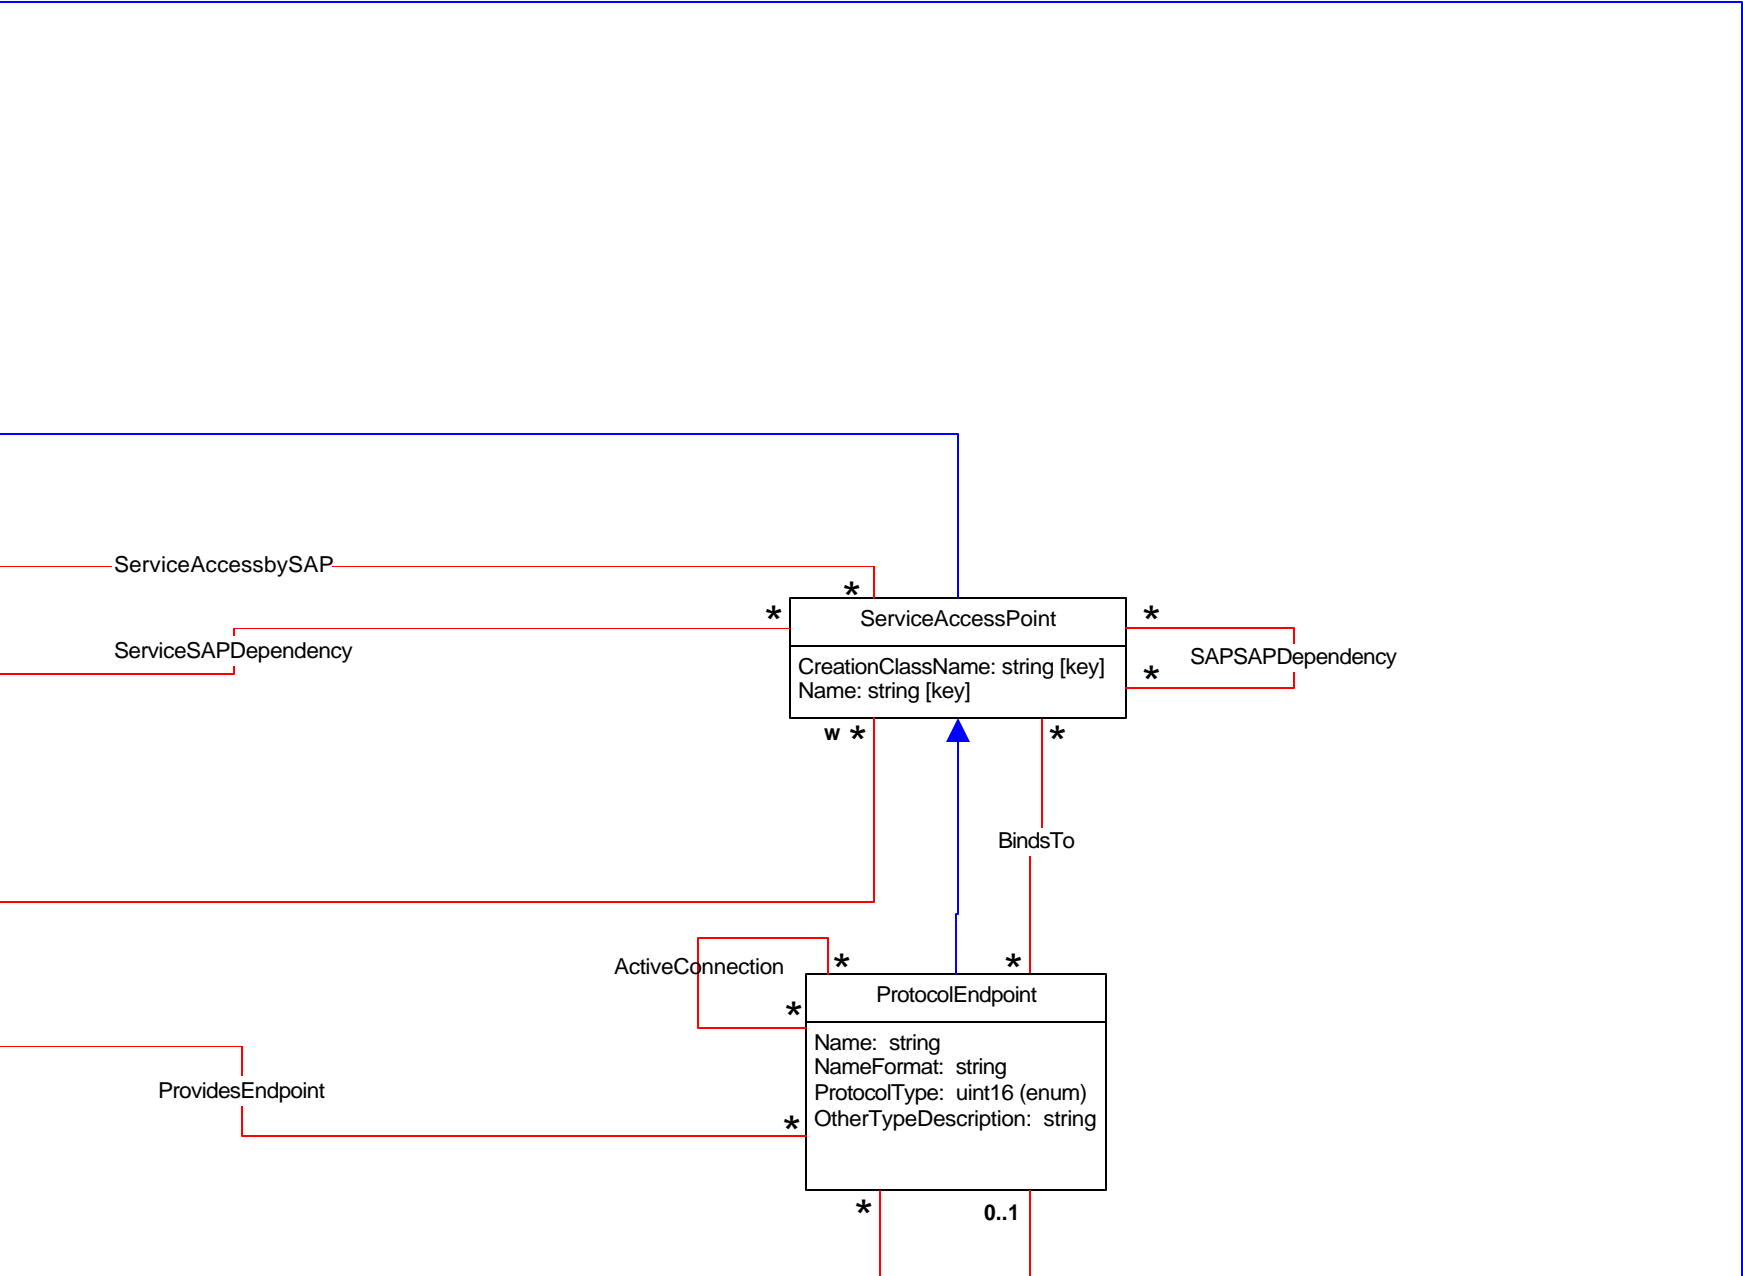 ServiceAccessbySAP
*
*
ServiceAccessPoint
*
ServiceSAPDependency
SAPSAPDependency
CreationClassName: string [key]
*
Name: string [key]
w *
*
BindsTo
ActiveConnection
*
*
ProtocolEndpoint
*
Name: string
NameFormat: string
ProtocolType: uint16 (enum)
ProvidesEndpoint
OtherTypeDescription: string
*
*
0..1